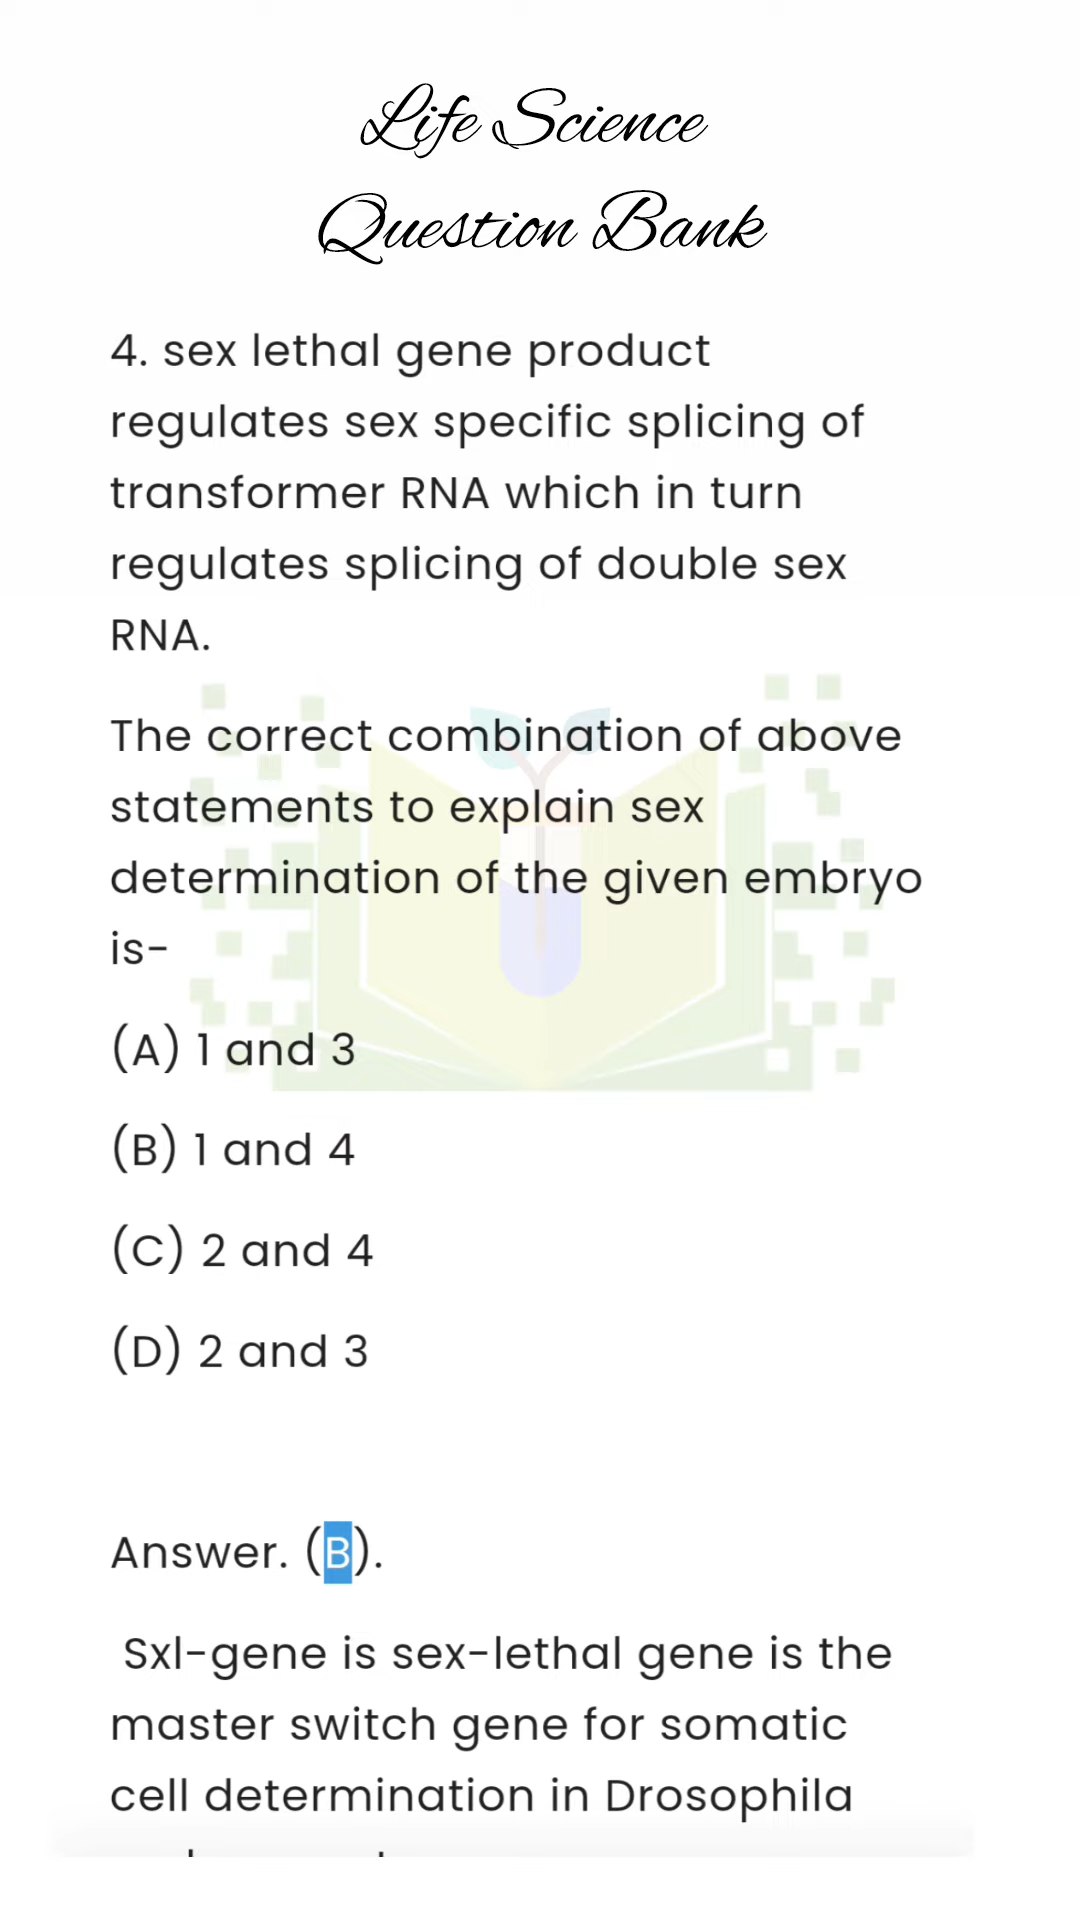 Life Science
Question Bank
4. sex lethal gene product
regulates sex specific splicing of
transformer RNA which in turn
regulates splicing of double sex
RNA.
The correct combination of above
statements to explain sex
determination of the given embryo
is-
(A) 1 and 3
(B) 1 and 4
(C) 2 and 4
(D) 2 and 3
Answer. (B).
Sxl-gene is sex-lethal gene is the
master switch gene for somatic
cell determination in Drosophila